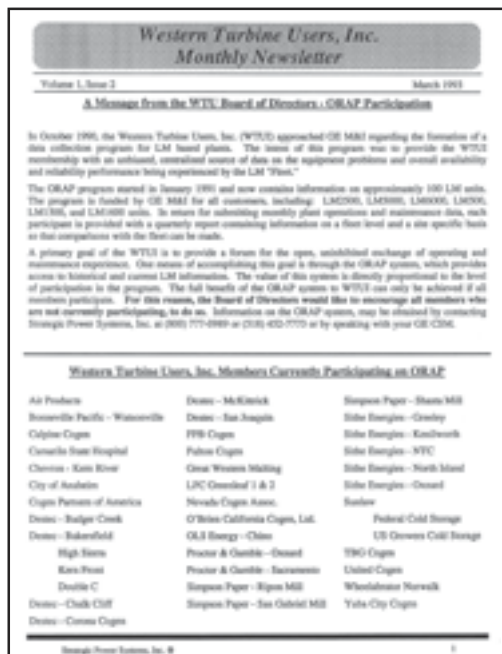 Western Turbine Users, Inc.
Monthly Newsletter
Volume 1, Issue 2 March 1993
A Message from the WTU Board of Directors - ORAP Participation
In October 1990, the Western Turbine Users, Inc. (WTUI) approached GE M&I regarding the formation of a
data collection program for LM based plants. The intent of this program was to provide the WTUI
membership with an unbiased, centralized source of data on the equipment problems and overall availability
and reliability performance being experienced by the LM "Fleet."
The ORAP program started in January 1991 and now contains information on approximately 100 LM units.
The program is funded by GE M&I for all customers, including: LM2500, LM5000, LM6000, LM500,
and LM1600 units. In return for submitting monthly plant operations and maintenance data, each
participant is provided with a quarterly report containing information on a fleet level and a site specific basis
so that comparisons with the fleet can be made.
A primary goal of the WTUI is to provide a forum for the open, uninhibited exchange of operating and
maintenance experience. One means of accomplishing this goal is through the ORAP system, which provides
access to historical and current LM information. The value of this system is directly proportional to the level
of participation in the program. The full benefit of the ORAP system to WTUI can only be achieved if all
members participate. For this reason, the Board of Directors would like to encourage all members who
are not currently participating, to do so. Information on the ORAP system, may be obtained by contacting
Strategic Power Systems, Inc. at (800) or (518) or by speaking with your GE CSM.
Western Turbine Users, Inc. Members Currently Participating on ORAP
Air Products
Bonneville Pacific - Watsonville
Calpine Cogen
Camarillo State Hospital
Chevron - Kern River
City of Anaheim
Cogen Partners of America
Destec - Badger Creek
Destec - Bakersfield
High Sierra
Kern Front
Double C
Destec - Chalk Cliff
Destec - Corona Cogen
Destec - McKittrick
Destec - San Joaquin
Cogen
Fulton Cogen
Great Western Malting
LFC Greenleaf 1 & 2
Nevada Cogen Assoc.
O'Brien California Cogen, Ltd.
OLS Energy - Chino
Proctor & Gamble - Oxnard
Proctor & Gamble - Sacramento
Simpson Paper - Ripon Mill
Simpson Paper - San Gabriel Mill
Simpson Paper - Shasta Mill
Sithe Energies - Greeley
Sithe Energies - Kenilworth
Sithe Energies - NTC
Sithe Energies - North Island
Sithe Energies - Oxnard
Sunlaw
Federal Cold Storage
US Growers Cold Storage
TBG Cogen
United Cogen
Wheelabrator Norwalk
Yuba City Cogen
Strategic Power Systems, Inc. ® 1